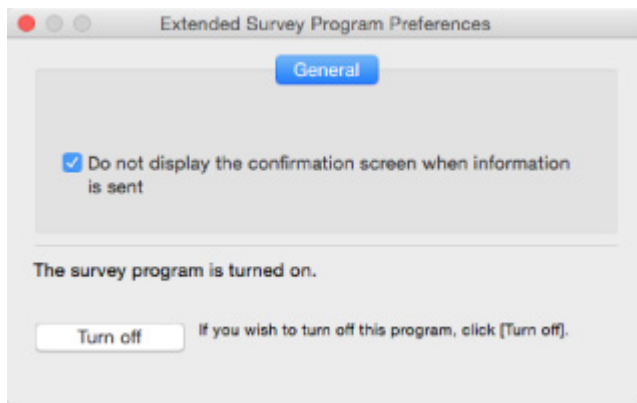 Extended Survey Program Preferences
General
Do not display the confirmation screen when information
is sent
The survey program is turned on.
Turn off
If you wish to turn off this program, click [Turn off].